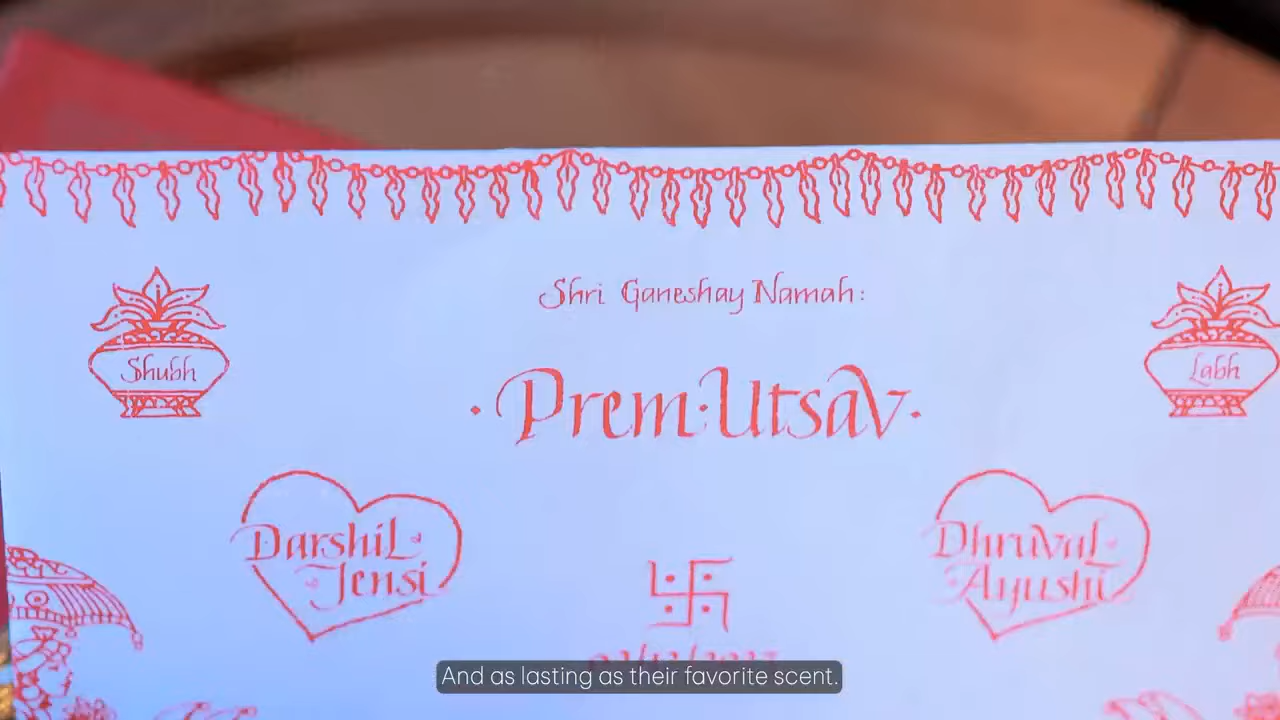 Shri Ganeshay Namah:
Shubh
Labh
·Prem·Utsav·
Darshil·
·Jensi
Dhruval·
·Ayushi
And as lasting as their favorite scent.